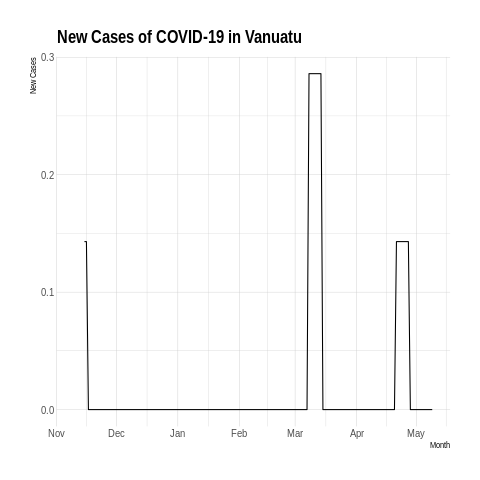 New Cases of COVID-19 in Vanuatu
New Cases
0.3
0.2
0.1
0.0
Nov Dec Jan Feb Mar Apr May
Month